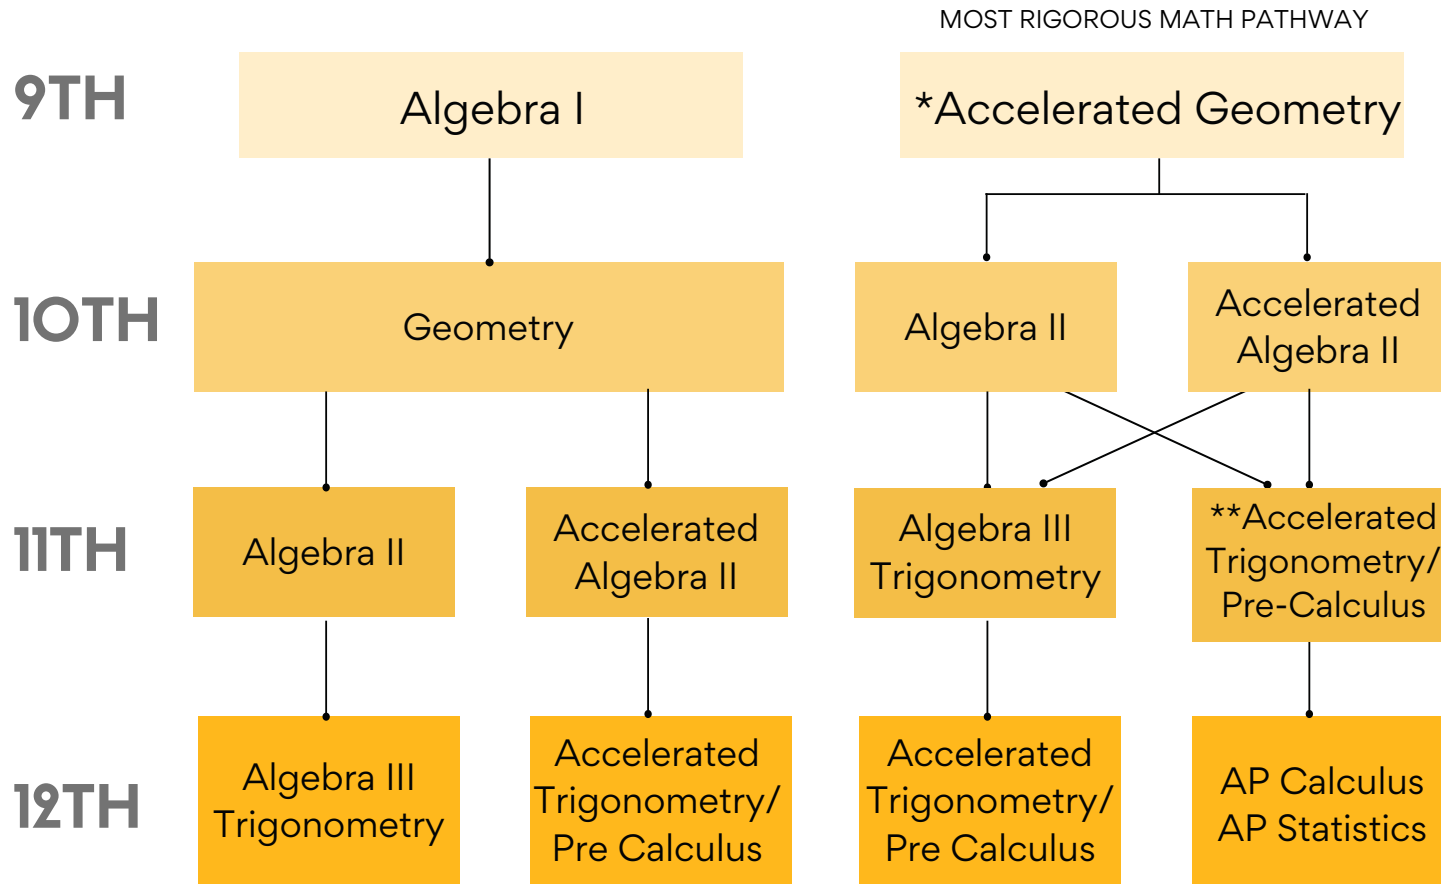 MOST RIGOROUS MATH PATHWAY
9TH
Algebra I
*Accelerated Geometry
10TH
Geometry
Algebra II
Accelerated
Algebra II
11TH
Algebra II
Accelerated
Algebra II
Algebra III
Trigonometry
**Accelerated
Trigonometry/
Pre-Calculus
12TH
Algebra III
Trigonometry
Accelerated
Trigonometry/
Pre Calculus
Accelerated
Trigonometry/
Pre Calculus
AP Calculus
AP Statistics